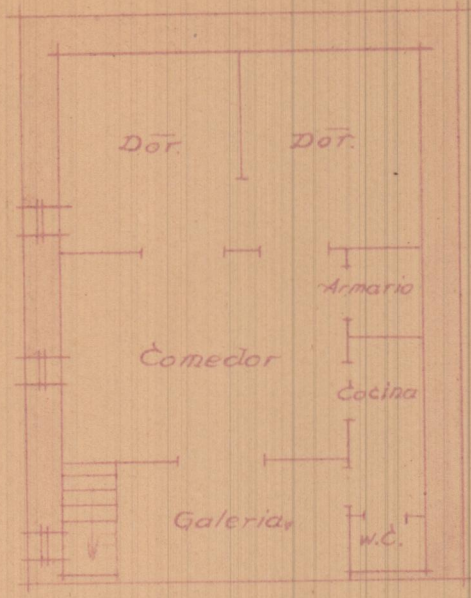 Dor. Dor.
Armario
Comedor
Cocina
Galeria.
W.C.